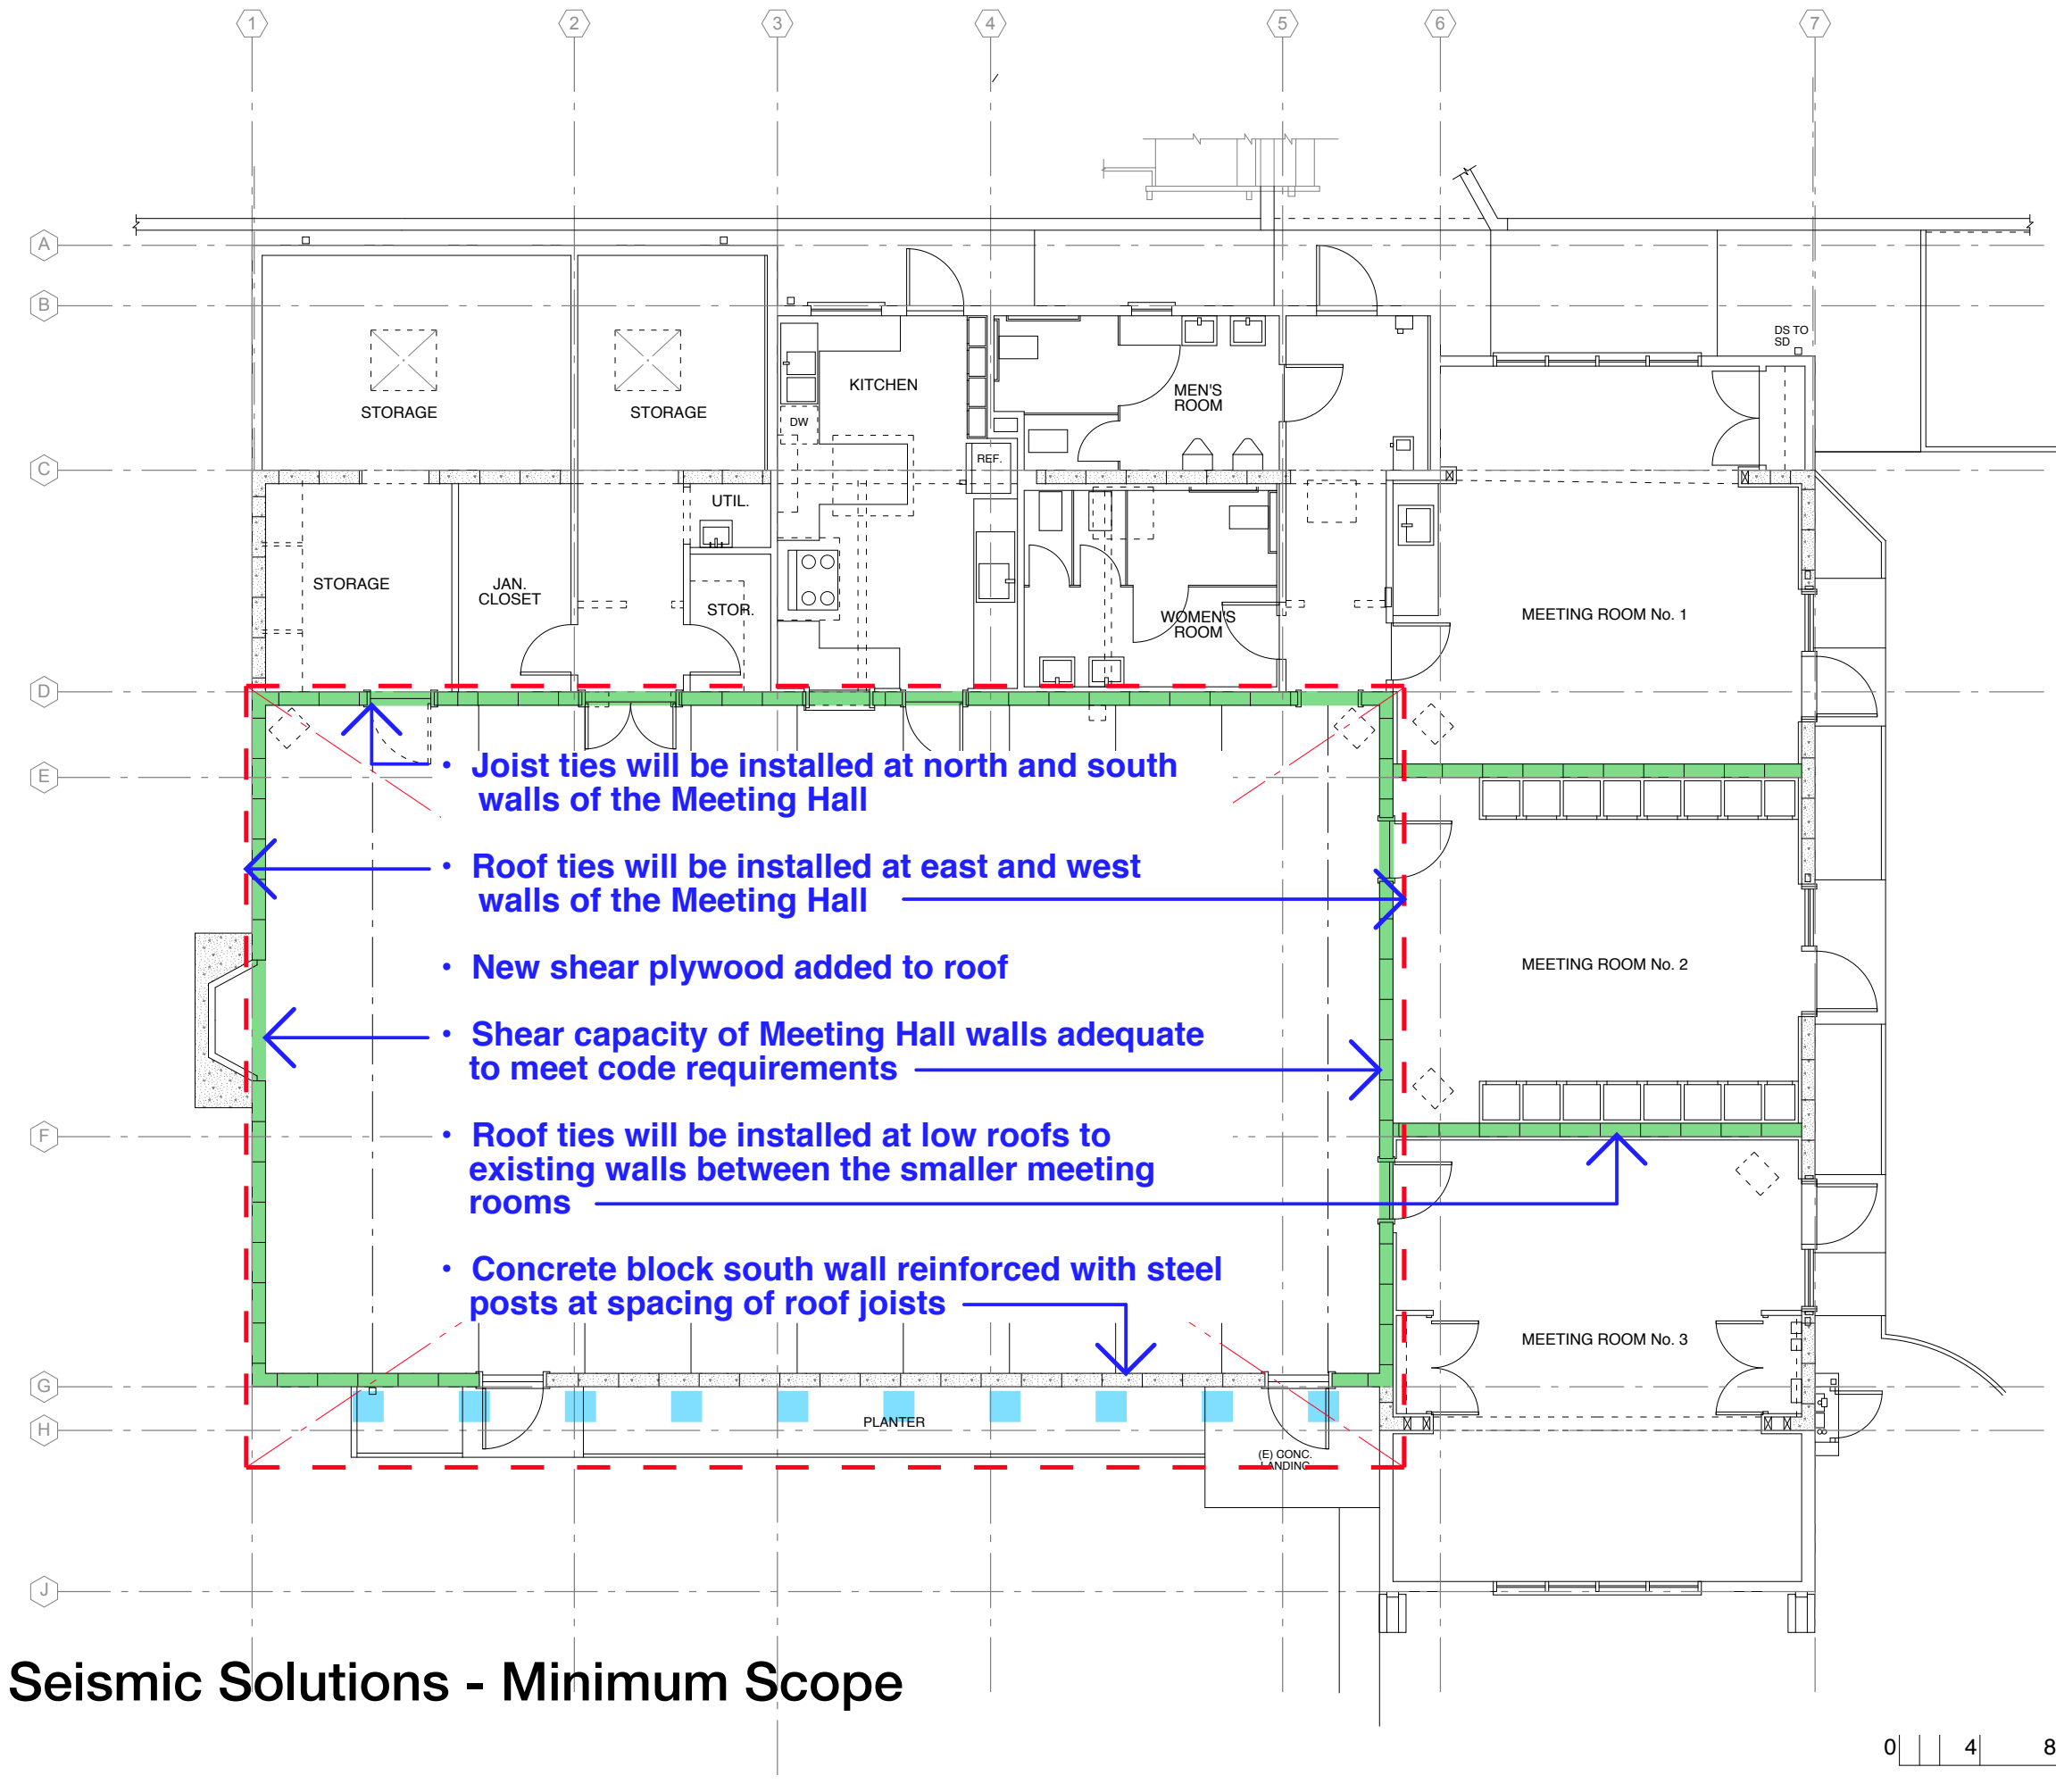 1 2 3 4 5 6 7
A
B
DS TO
SD
KITCHEN
MEN'S
ROOM
STORAGE STORAGE
DW
C
REF.
UTIL.
STORAGE
JAN.
CLOSET
STOR.
WOMEN'S
ROOM
MEETING ROOM No. 1
D
E
• Joist ties will be installed at north and south
walls of the Meeting Hall
• Roof ties will be installed at east and west
walls of the Meeting Hall
• New shear plywood added to roof
MEETING ROOM No. 2
• Shear capacity of Meeting Hall walls adequate
to meet code requirements
F
• Roof ties will be installed at low roofs to
existing walls between the smaller meeting
rooms
• Concrete block south wall reinforced with steel
posts at spacing of roof joists
MEETING ROOM No. 3
G
H
PLANTER
(E) CONC.
LANDING
J
Seismic Solutions - Minimum Scope
0 4 8